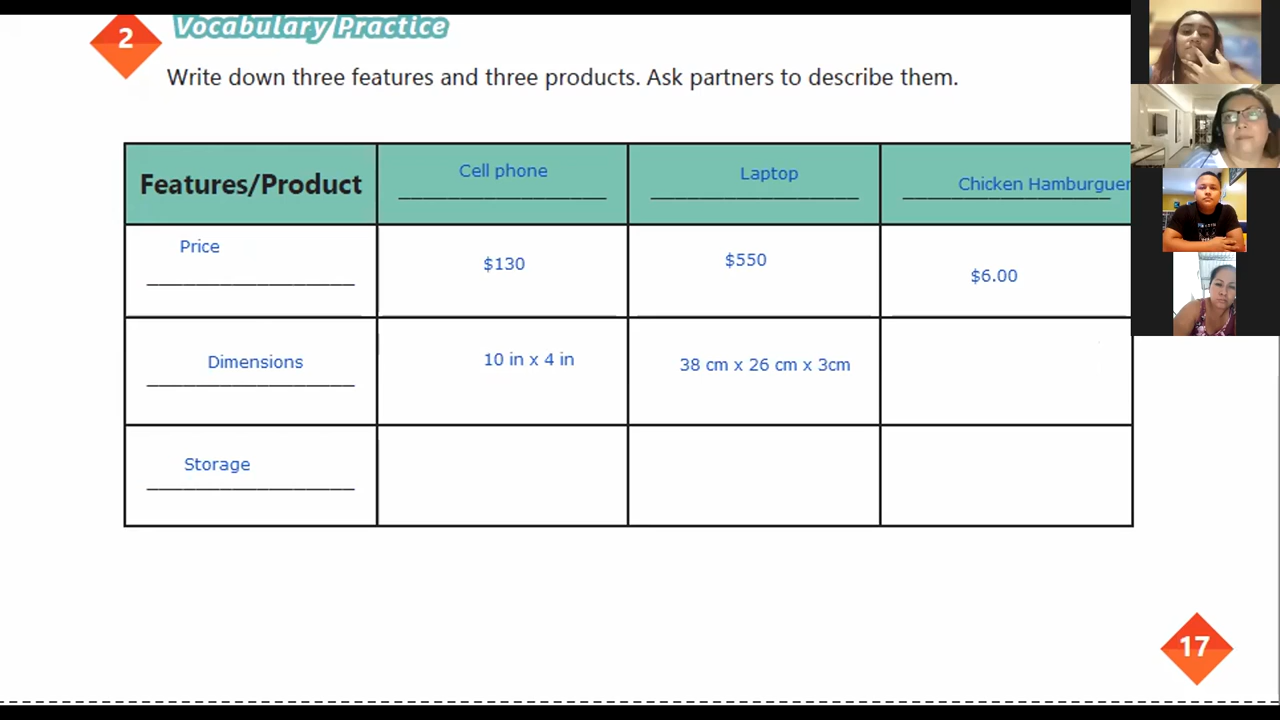 2
Vocabulary Practice
Write down three features and three products. Ask partners to describe them.
Features/Product
Cell phone
Laptop
Chicken Hamburguer
Price
$130
$550
$6.00
Dimensions
10 in x 4 in
38 cm x 26 cm x 3cm
Storage
17